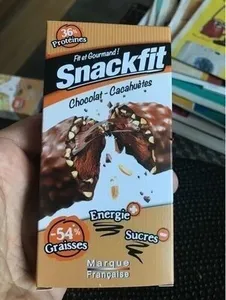 36%
Protéines
Fit et Gourmand !
Snackfit
Chocolat - Cacahuètes
Energie +
-54%
Graisses
Sucres -
Marque
Française